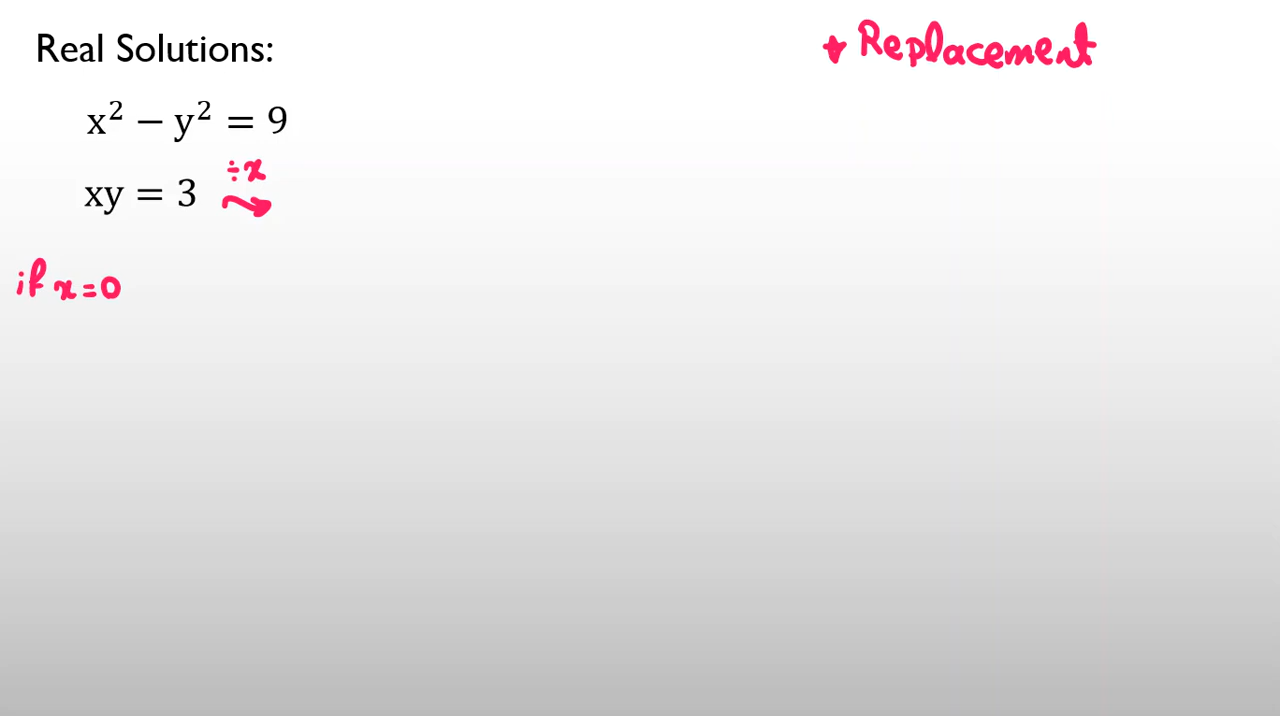 Real Solutions:
★ Replacement
x² − y² = 9
xy = 3 ÷x
if x=0